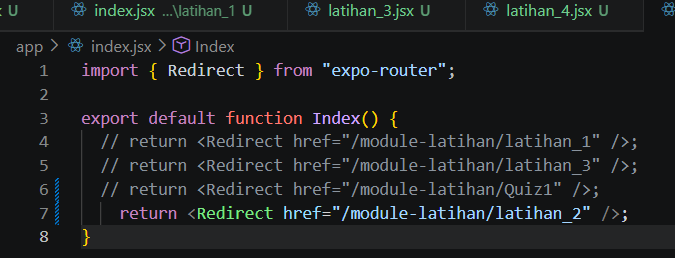 index.jsx ...\latihan_1 U latihan_3.jsx U latihan_4.jsx U
app > index.jsx > Index
1 import { Redirect } from "expo-router";
2
3 export default function Index() {
4 // return <Redirect href="/module-latihan/latihan_1" />;
5 // return <Redirect href="/module-latihan/latihan_3" />;
6 // return <Redirect href="/module-latihan/Quiz1" />;
7 return <Redirect href="/module-latihan/latihan_2" />;
8 }